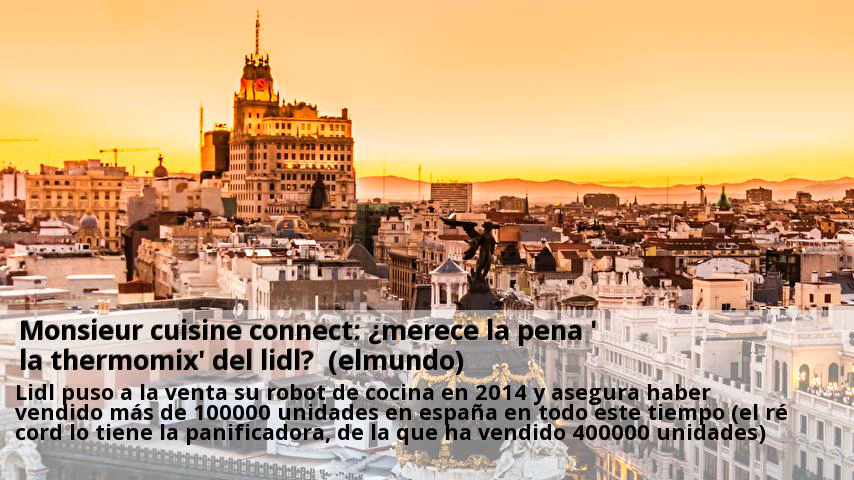 Monsieur cuisine connect: ¿merece la pena '
la thermomix' del lidl?  (elmundo)
Lidl puso a la venta su robot de cocina en 2014 y asegura haber
vendido más de 100000 unidades en españa en todo este tiempo (el ré
cord lo tiene la panificadora, de la que ha vendido 400000 unidades)